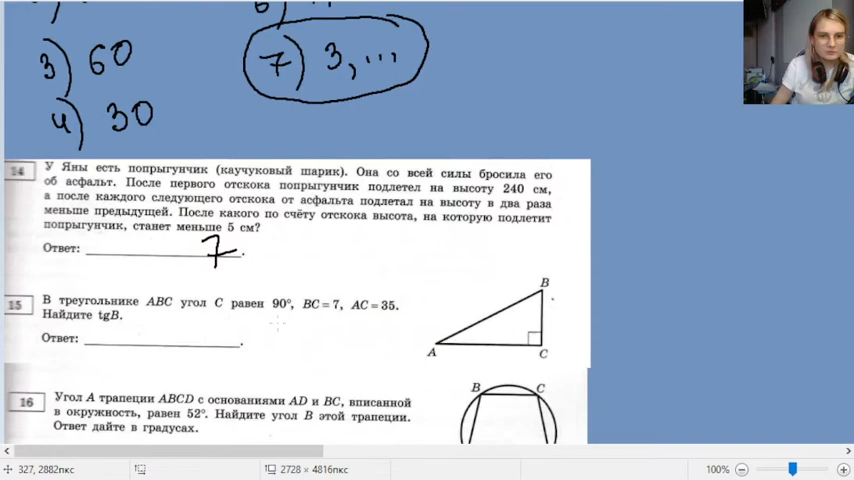 3) 60
7) 3, ...
4) 30
14
У Яны есть попрыгунчик (каучуковый шарик). Она со всей силы бросила его
об асфальт. После первого отскока попрыгунчик подлетел на высоту 240 см,
а после каждого следующего отскока от асфальта подлетал на высоту в два раза
меньше предыдущей. После какого по счёту отскока высота, на которую подлетит
попрыгунчик, станет меньше 5 см?
Ответ: 7.
15
В треугольнике ABC угол C равен 90°, BC = 7, AC = 35.
Найдите tgB.
Ответ:
B
A
C
16
Угол A трапеции ABCD с основаниями AD и BC, вписанной
в окружность, равен 52°. Найдите угол B этой трапеции.
Ответ дайте в градусах.
B
C
327, 2882пкс
2728 × 4816пкс
100%